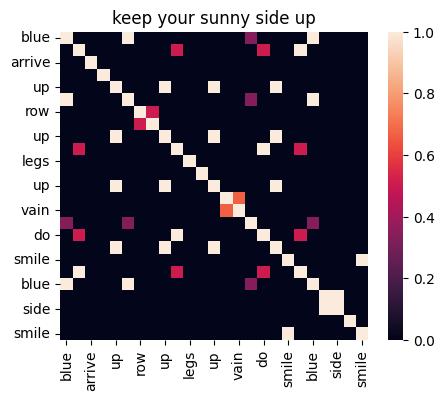 keep your sunny side up
blue
arrive
up
row
up
legs
up
vain
do
smile
blue
side
smile
blue
arrive
up
row
up
legs
up
vain
do
smile
blue
side
smile
1.0
0.8
0.6
0.4
0.2
0.0